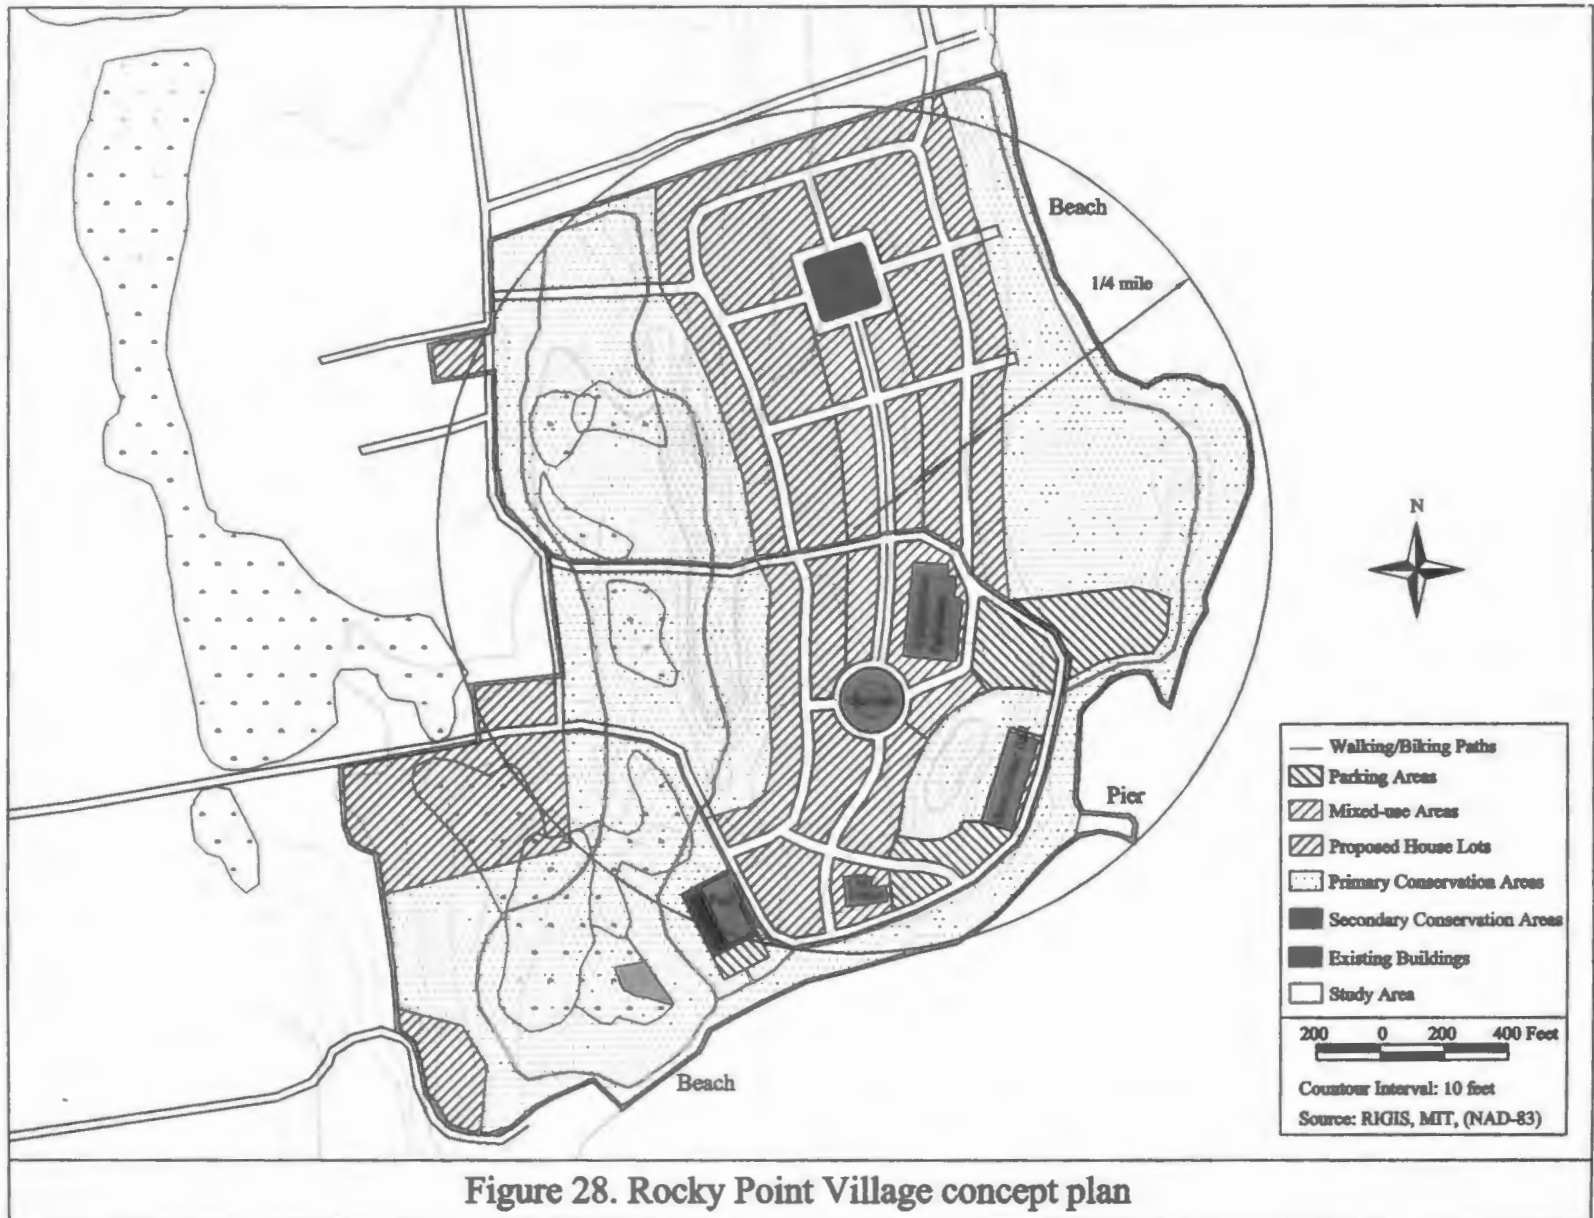 Beach
1/4 mile
N
Pier
Beach
Walking/Biking Paths
Parking Areas
Mixed-use Areas
Proposed House Lots
Primary Conservation Areas
Secondary Conservation Areas
Existing Buildings
Study Area
200 0 200 400 Feet
Countour Interval: 10 feet
Source: RIGIS, MIT, (NAD-83)
Figure 28. Rocky Point Village concept plan